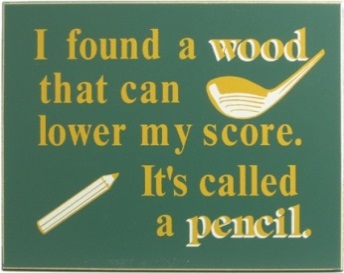 I found a wood
that can
lower my score.
It's called
a pencil.